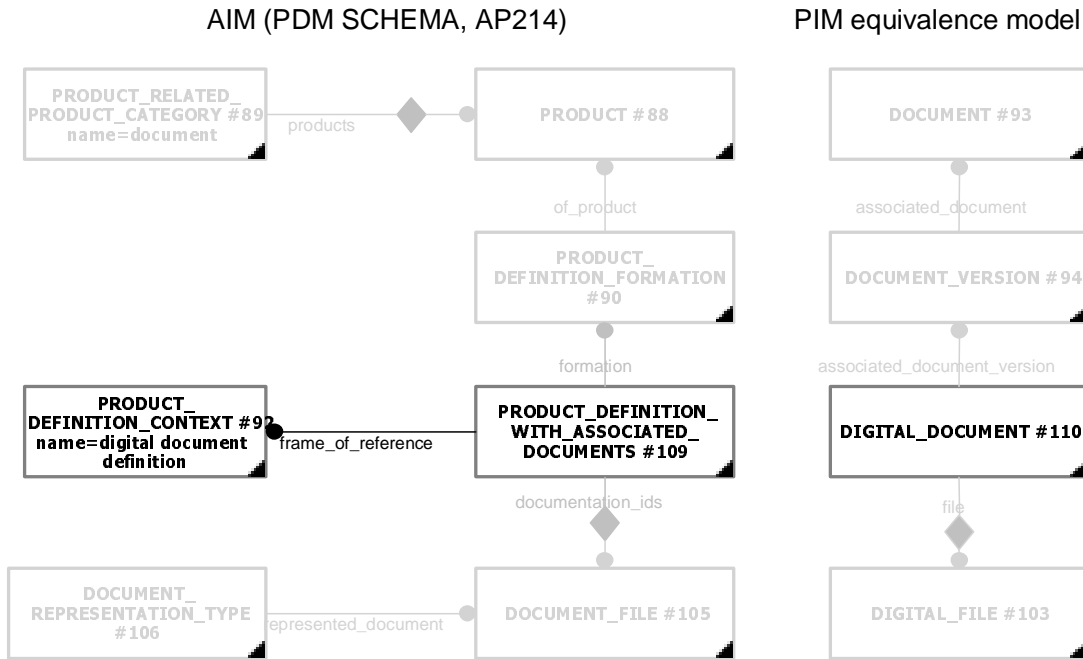 AIM (PDM SCHEMA, AP214)
PIM equivalence model
PRODUCT_RELATED_
PRODUCT_CATEGORY #89
name=document
products
PRODUCT #88
DOCUMENT #93
of_product
associated_document
PRODUCT_
DEFINITION_FORMATION
#90
DOCUMENT_VERSION #94
formation
associated_document_version
PRODUCT_
DEFINITION_CONTEXT #92
name=digital document
definition
frame_of_reference
PRODUCT_DEFINITION_
WITH_ASSOCIATED_
DOCUMENTS #109
DIGITAL_DOCUMENT #110
documentation_ids
file
DOCUMENT_
REPRESENTATION_TYPE
#106
represented_document
DOCUMENT_FILE #105
DIGITAL_FILE #103